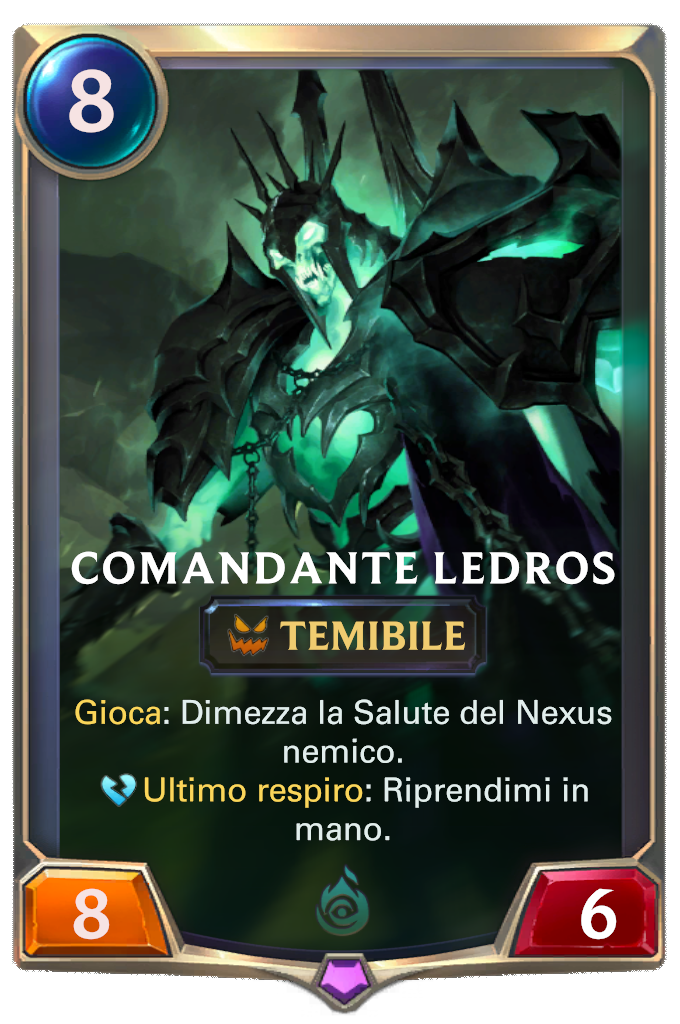 8
COMANDANTE LEDROS
TEMIBILE
Gioca: Dimezza la Salute del Nexus
nemico.
Ultimo respiro: Riprendimi in
mano.
8
6